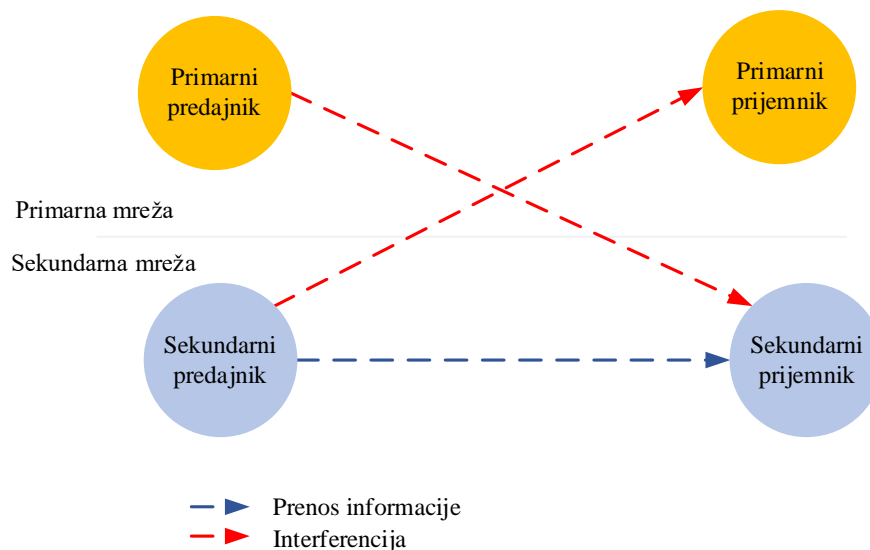 Primarni
predajnik
Primarni
prijemnik
Primarna mreža
Sekundarna mreža
Sekundarni
predajnik
Sekundarni
prijemnik
Prenos informacije
Interferencija